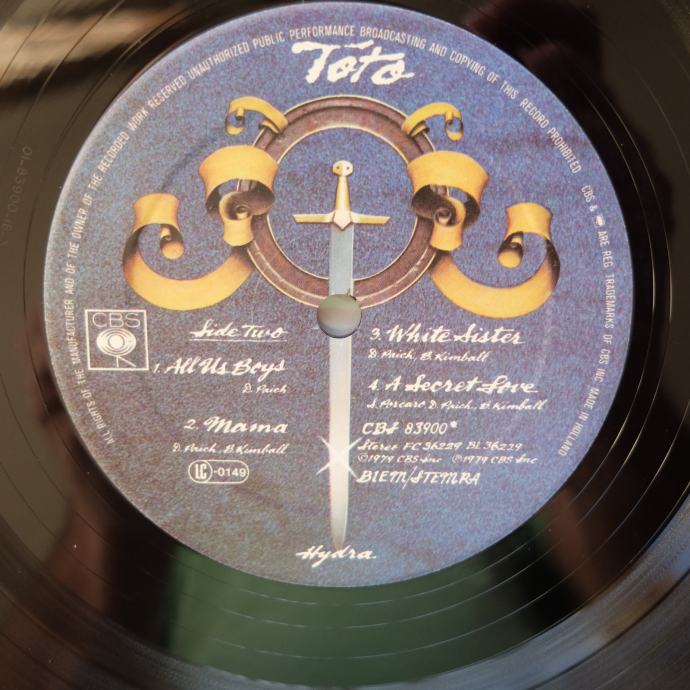 ALL RIGHTS OF THE MANUFACTURER AND OF THE OWNER OF THE RECORDED WORK RESERVED UNAUTHORIZED PUBLIC PERFORMANCE BROADCASTING AND COPYING OF THIS RECORD PROHIBITED CBS & ARE REG TRADEMARKS OF CBS INC MADE IN HOLLAND
Toto
CBS
Side Two
1. All Us Boys
D. Paich
2. Mama
D. Paich, B. Kimball
LC-0149
3. White Sister
D. Paich, B. Kimball
4. A Secret Love
J. Porcaro D. Paich, B. Kimball
CBS 83900*
Stereo FC 36229 BL 36229
©1979 CBS Inc ℗1979 CBS Inc
BIEM/STEMRA
Hydra.